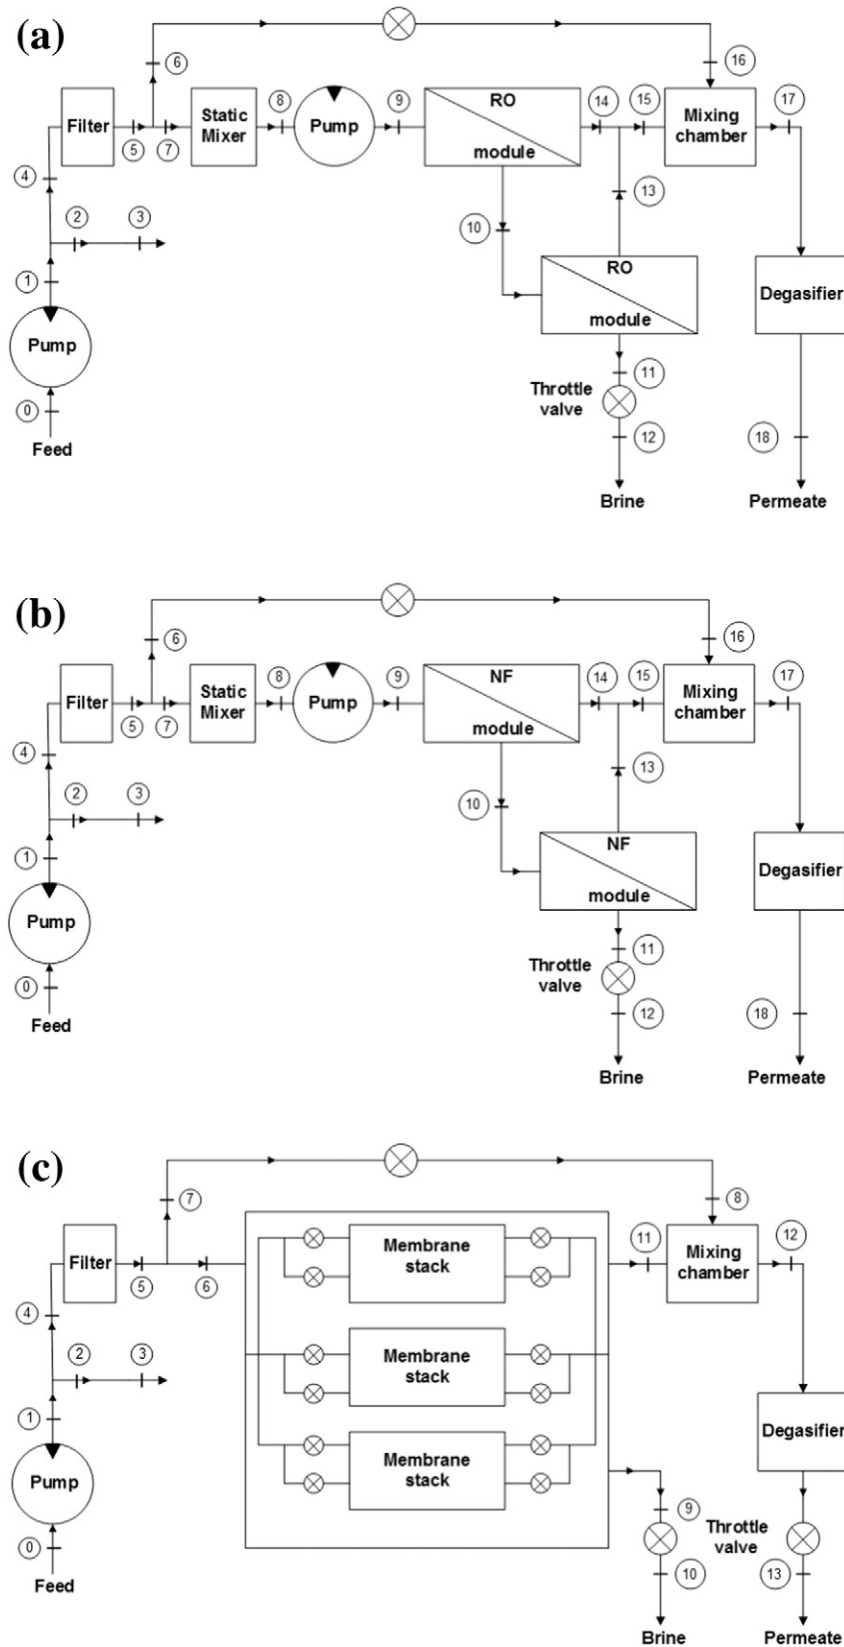 (a)
6
16
5
7
8
9
14
15
17
Filter
Static
Mixer
Pump
RO
module
Mixing
chamber
4
2
3
13
10
1
RO
module
Degasifier
Pump
11
Throttle
valve
0
12
18
Feed
Brine
Permeate
(b)
6
16
5
7
8
9
14
15
17
Filter
Static
Mixer
Pump
NF
module
Mixing
chamber
4
2
3
13
10
1
NF
module
Degasifier
Pump
11
Throttle
valve
0
12
18
Feed
Brine
Permeate
(c)
7
8
11
12
Filter
Membrane
stack
Mixing
chamber
5
6
4
2
3
Membrane
stack
1
Degasifier
Membrane
stack
Pump
9
Throttle
valve
0
10
13
Feed
Brine
Permeate